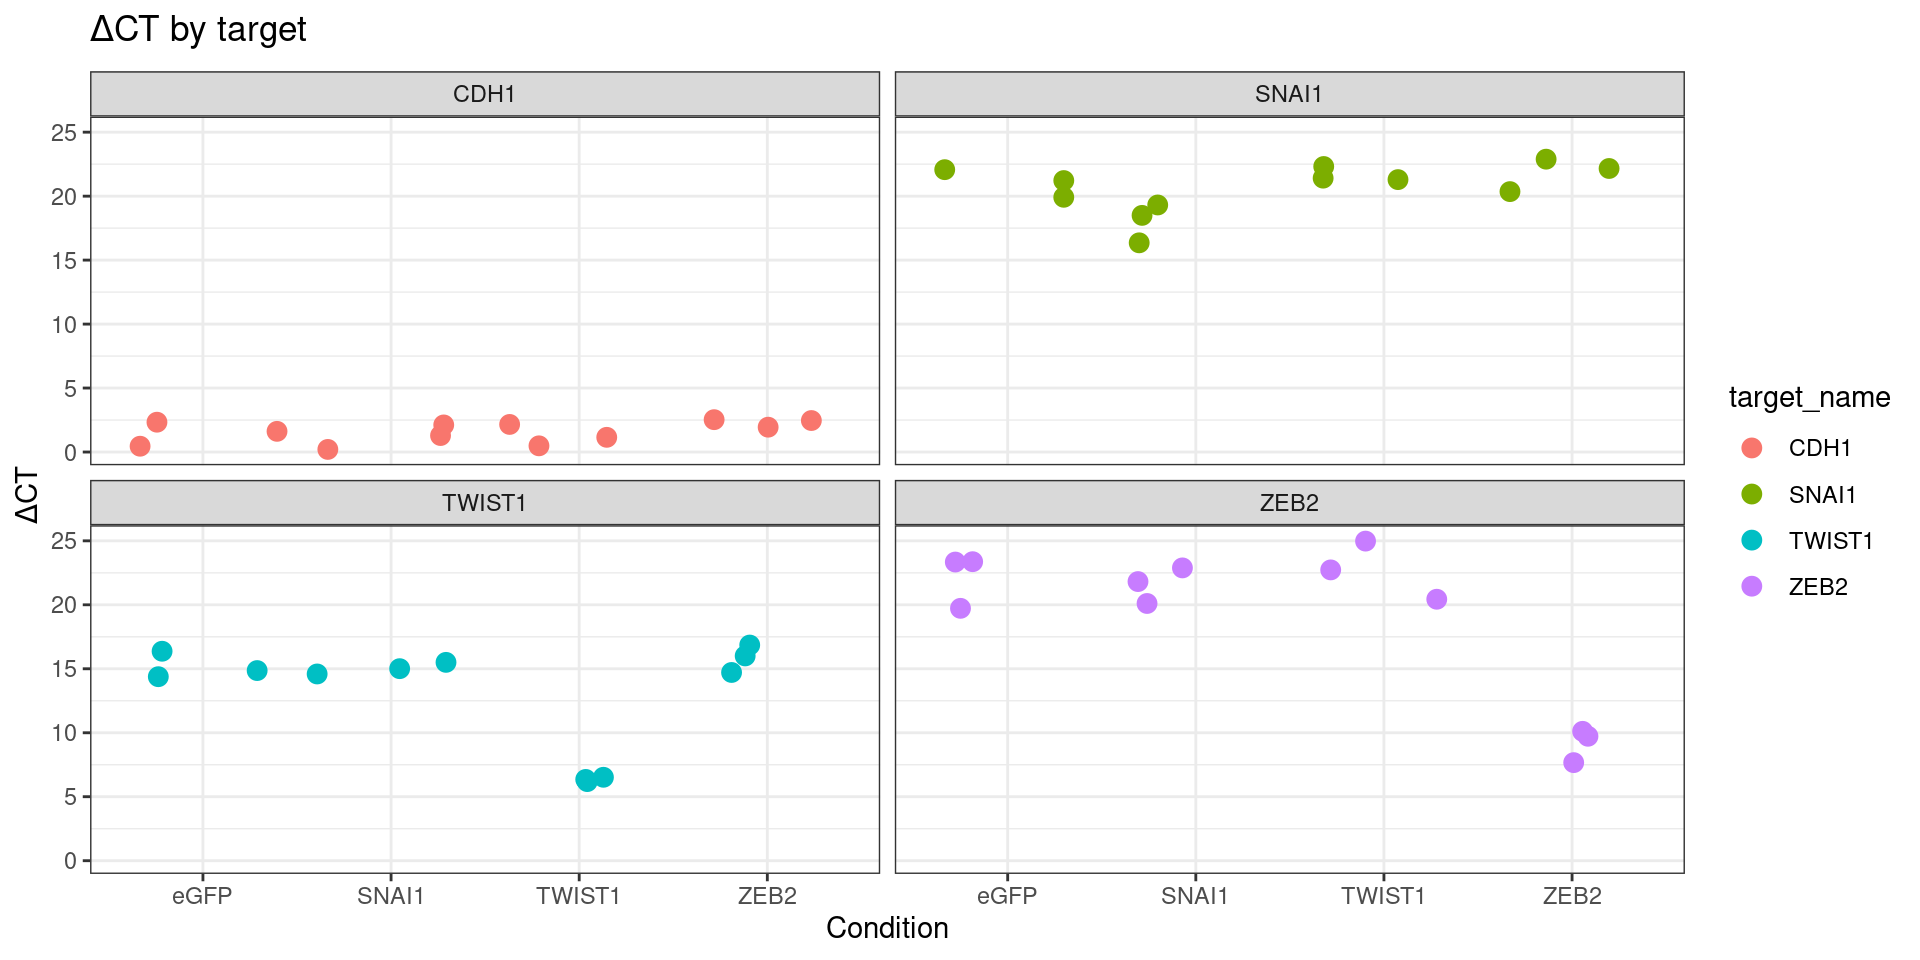 ΔCT by target
CDH1
SNAI1
25
20
15
10
5
0
TWIST1
ZEB2
25
20
15
10
5
0
eGFP
SNAI1
TWIST1
ZEB2
eGFP
SNAI1
TWIST1
ZEB2
Condition
ΔCT
target_name
CDH1
SNAI1
TWIST1
ZEB2